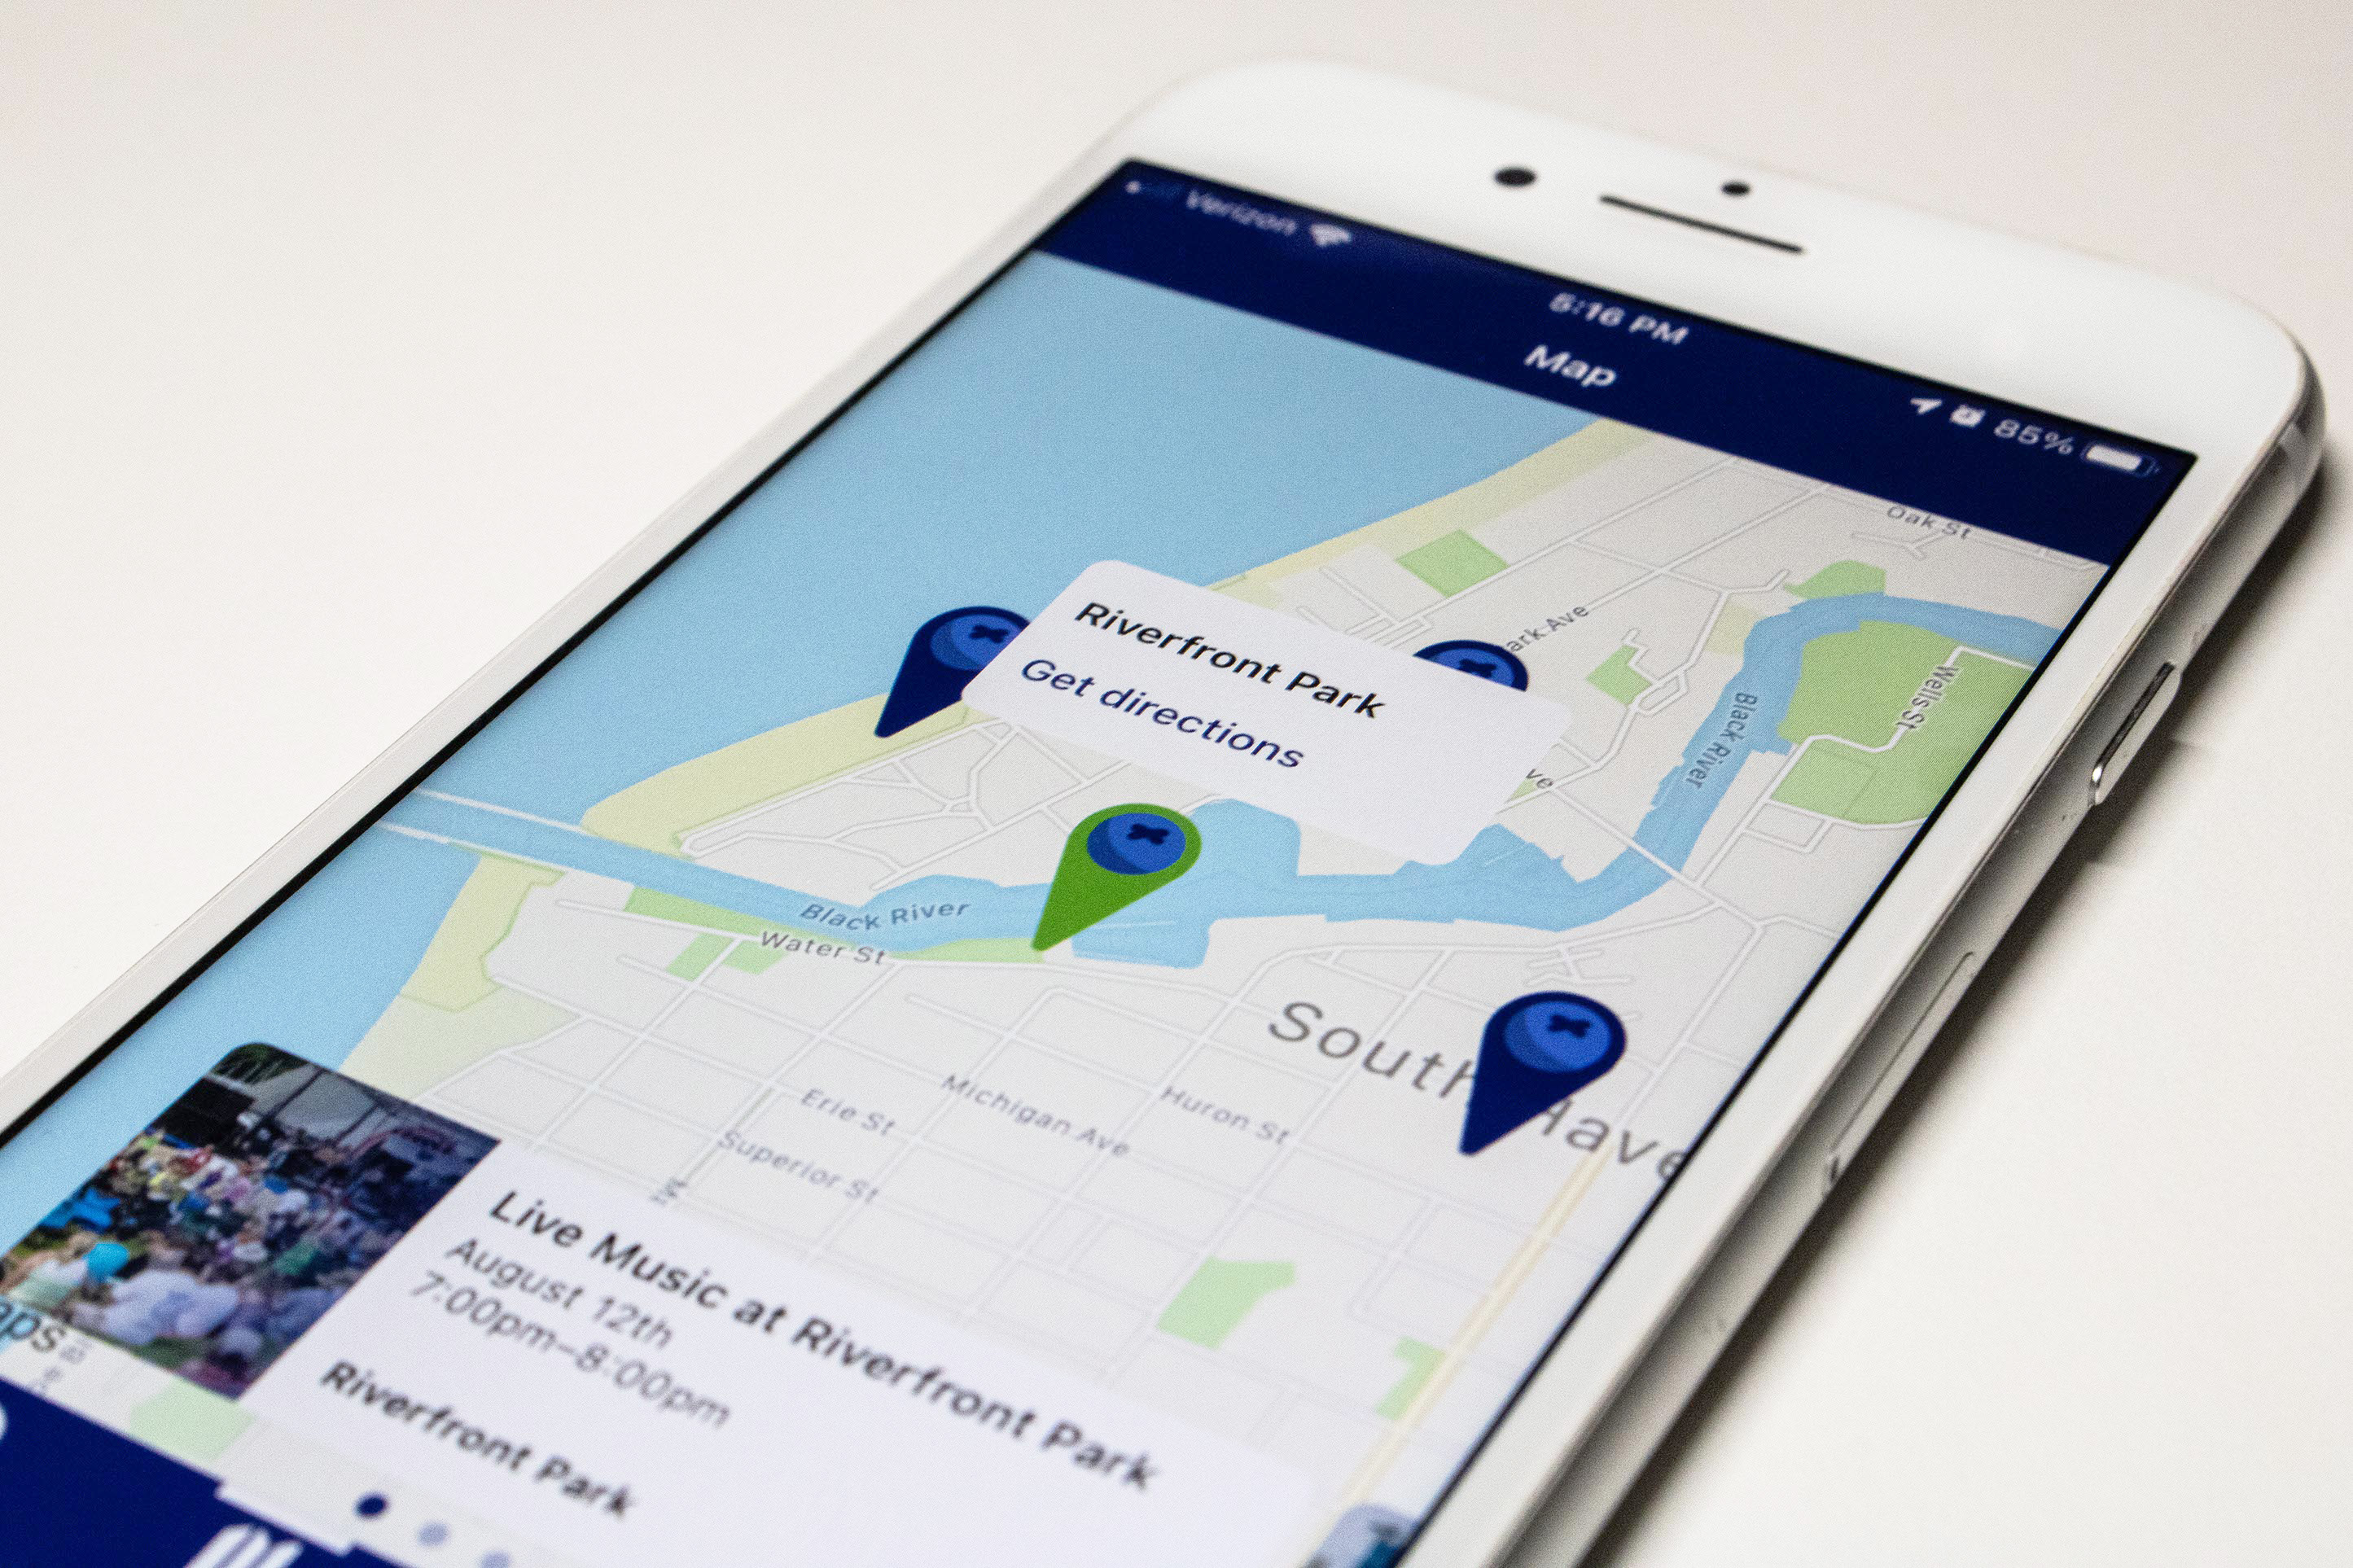 Verizon
5:16 PM
85%
Map
Oak St
ark Ave
Wells St
Black River
Riverfront Park
Get directions
ve
Black River
Water St
South Have
Erie St
Michigan Ave
Huron St
Superior St
Live Music at Riverfront Park
August 12th
7:00pm–8:00pm
Riverfront Park
aps